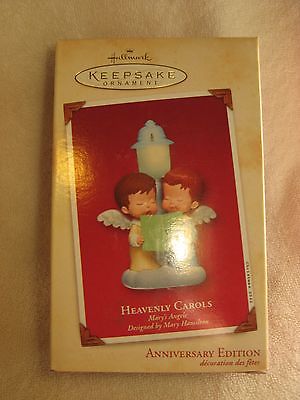 Hallmark
KEEPSAKE
ORNAMENT
HEAVENLY CAROLS
Mary's Angels
Designed by Mary Hamilton
ANNIVERSARY EDITION
décoration des fêtes